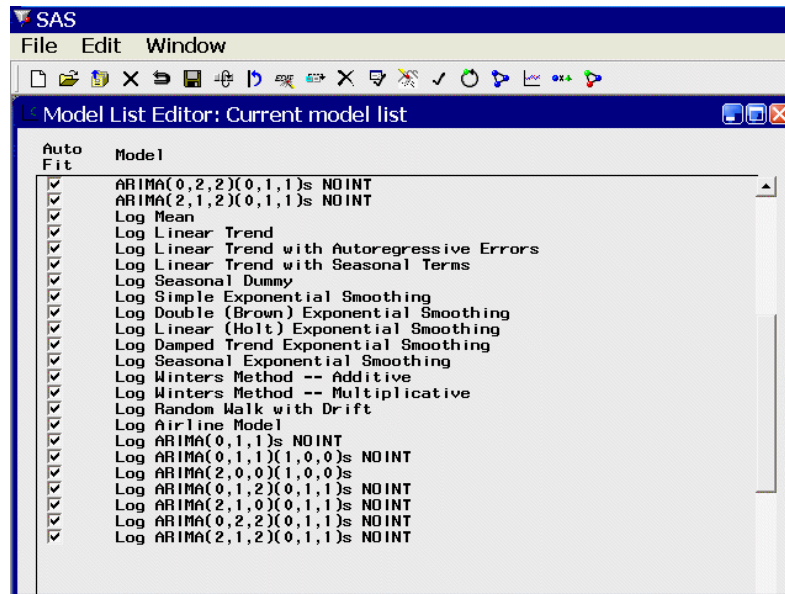 SAS
File Edit Window
Model List Editor: Current model list
Auto
Fit
Model
ARIMA(0,2,2)(0,1,1)s NOINT
ARIMA(2,1,2)(0,1,1)s NOINT
Log Mean
Log Linear Trend
Log Linear Trend with Autoregressive Errors
Log Linear Trend with Seasonal Terms
Log Seasonal Dummy
Log Simple Exponential Smoothing
Log Double (Brown) Exponential Smoothing
Log Linear (Holt) Exponential Smoothing
Log Damped Trend Exponential Smoothing
Log Seasonal Exponential Smoothing
Log Winters Method -- Additive
Log Winters Method -- Multiplicative
Log Random Walk with Drift
Log Airline Model
Log ARIMA(0,1,1)s NOINT
Log ARIMA(0,1,1)(1,0,0)s NOINT
Log ARIMA(2,0,0)(1,0,0)s
Log ARIMA(0,1,2)(0,1,1)s NOINT
Log ARIMA(2,1,0)(0,1,1)s NOINT
Log ARIMA(0,2,2)(0,1,1)s NOINT
Log ARIMA(2,1,2)(0,1,1)s NOINT